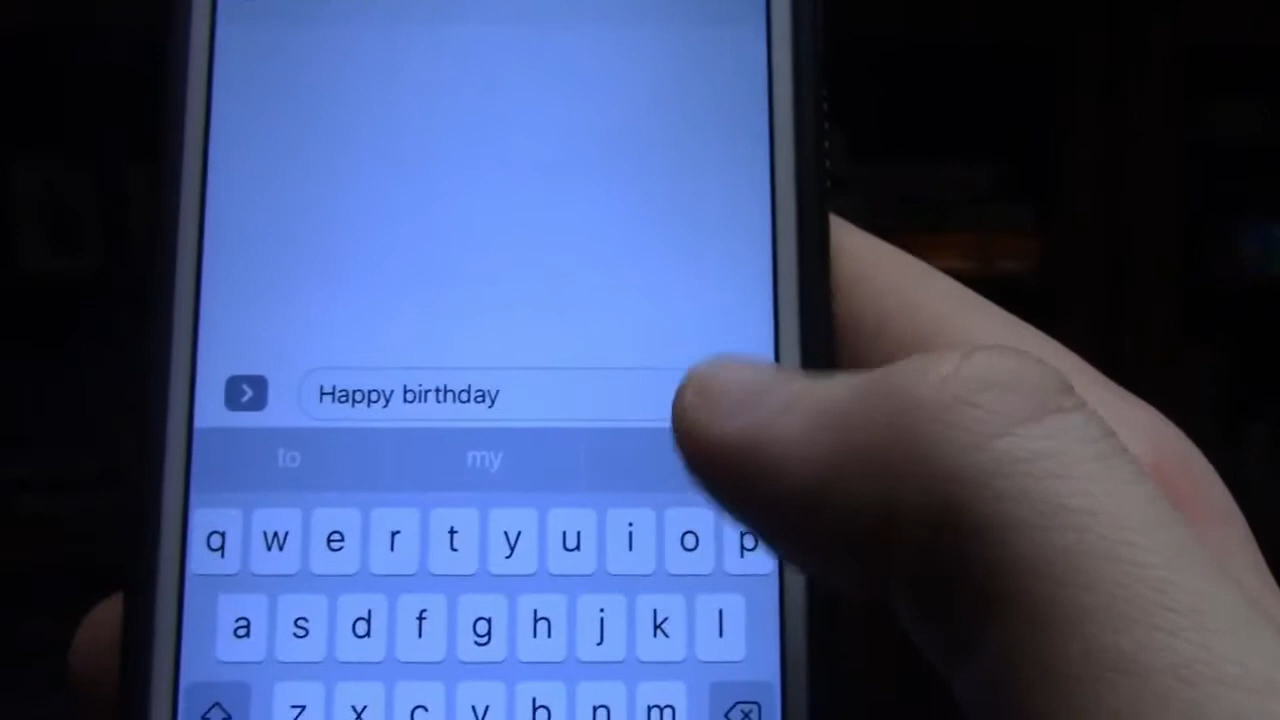 Happy birthday
to my
q w e r t y u i o p
a s d f g h j k l
z x c v b n m